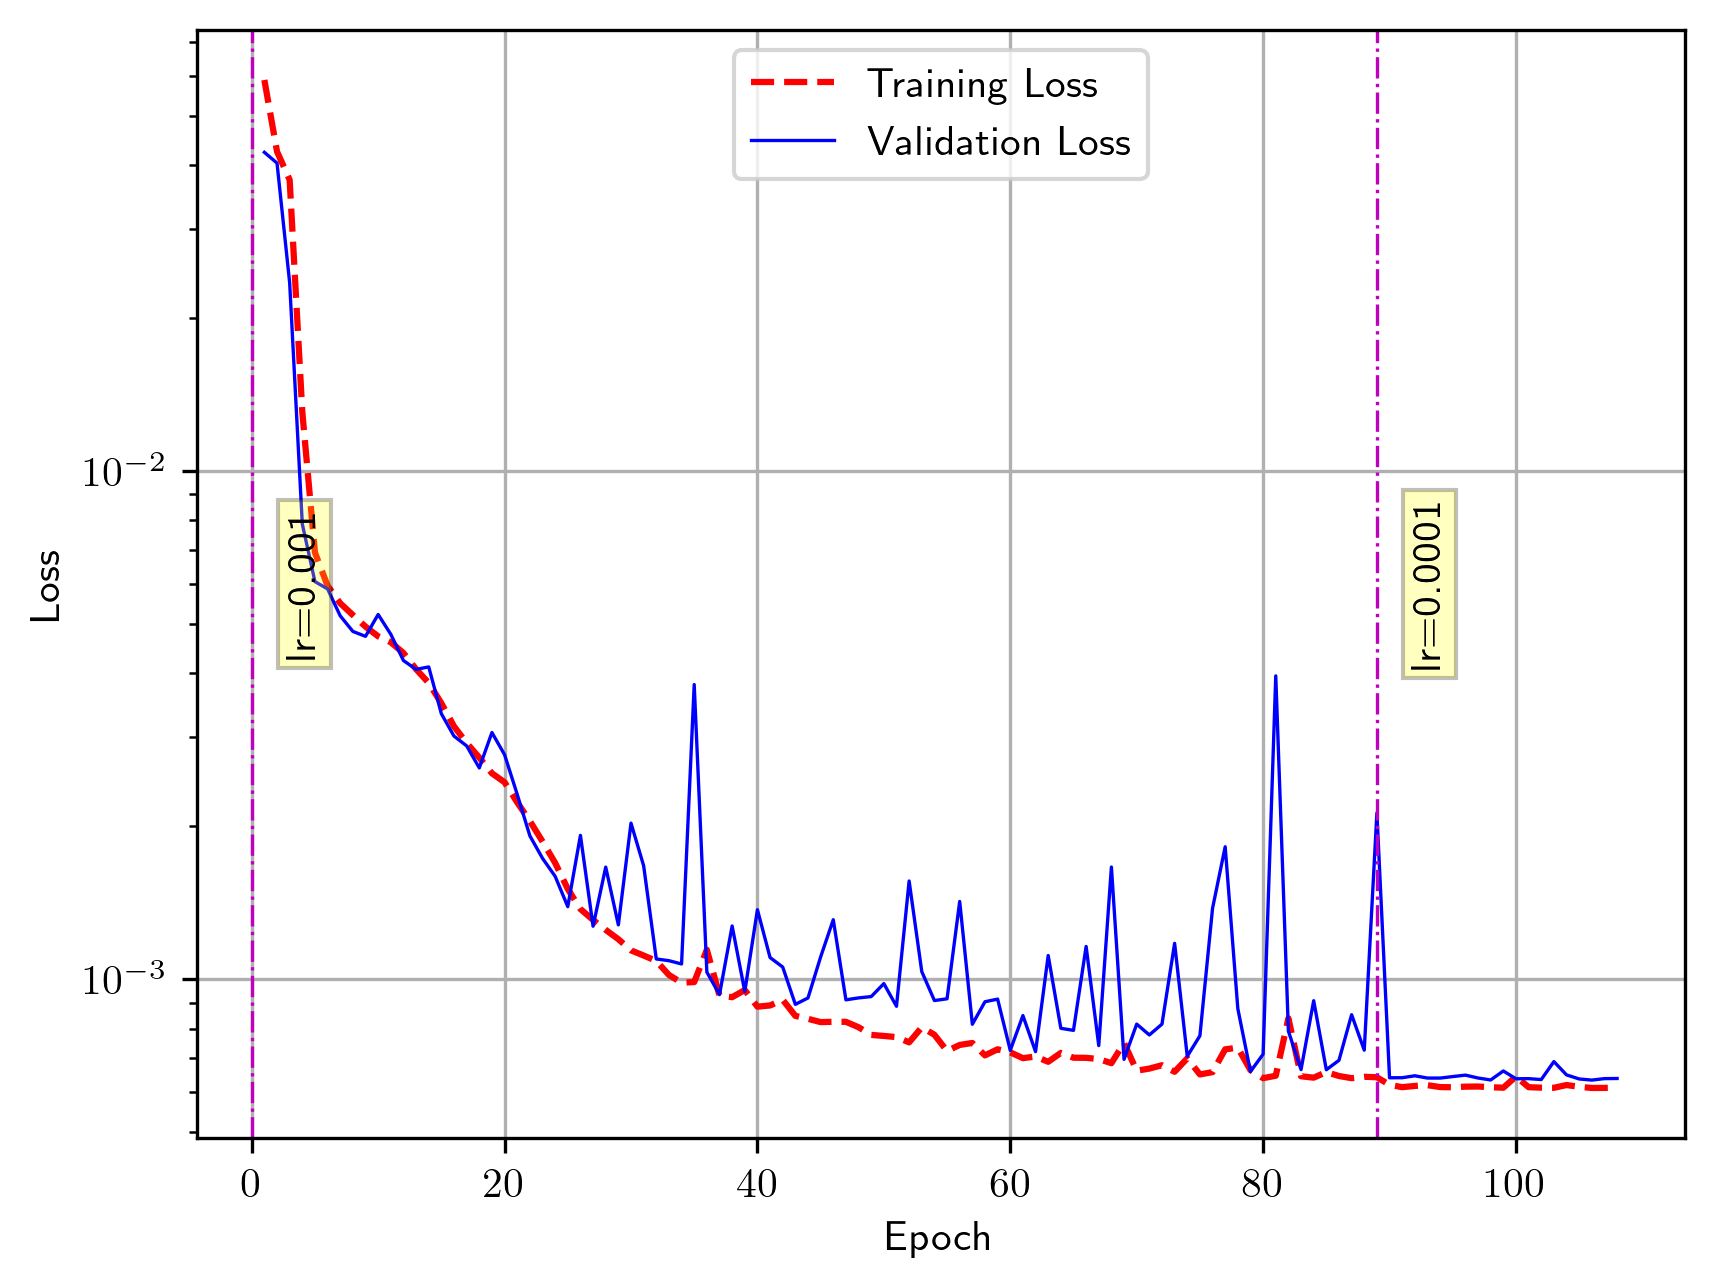 Training Loss
Validation Loss
Loss
10⁻²
10⁻³
lr=0.001
lr=0.0001
0 20 40 60 80 100
Epoch